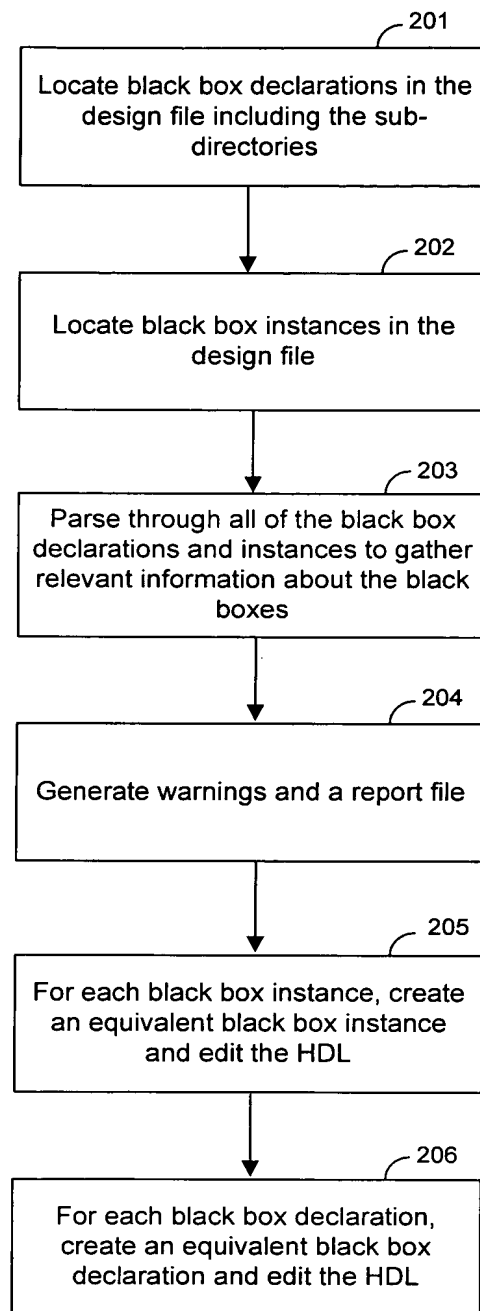 201
Locate black box declarations in the
design file including the sub-
directories
202
Locate black box instances in the
design file
203
Parse through all of the black box
declarations and instances to gather
relevant information about the black
boxes
204
Generate warnings and a report file
205
For each black box instance, create
an equivalent black box instance
and edit the HDL
206
For each black box declaration,
create an equivalent black box
declaration and edit the HDL